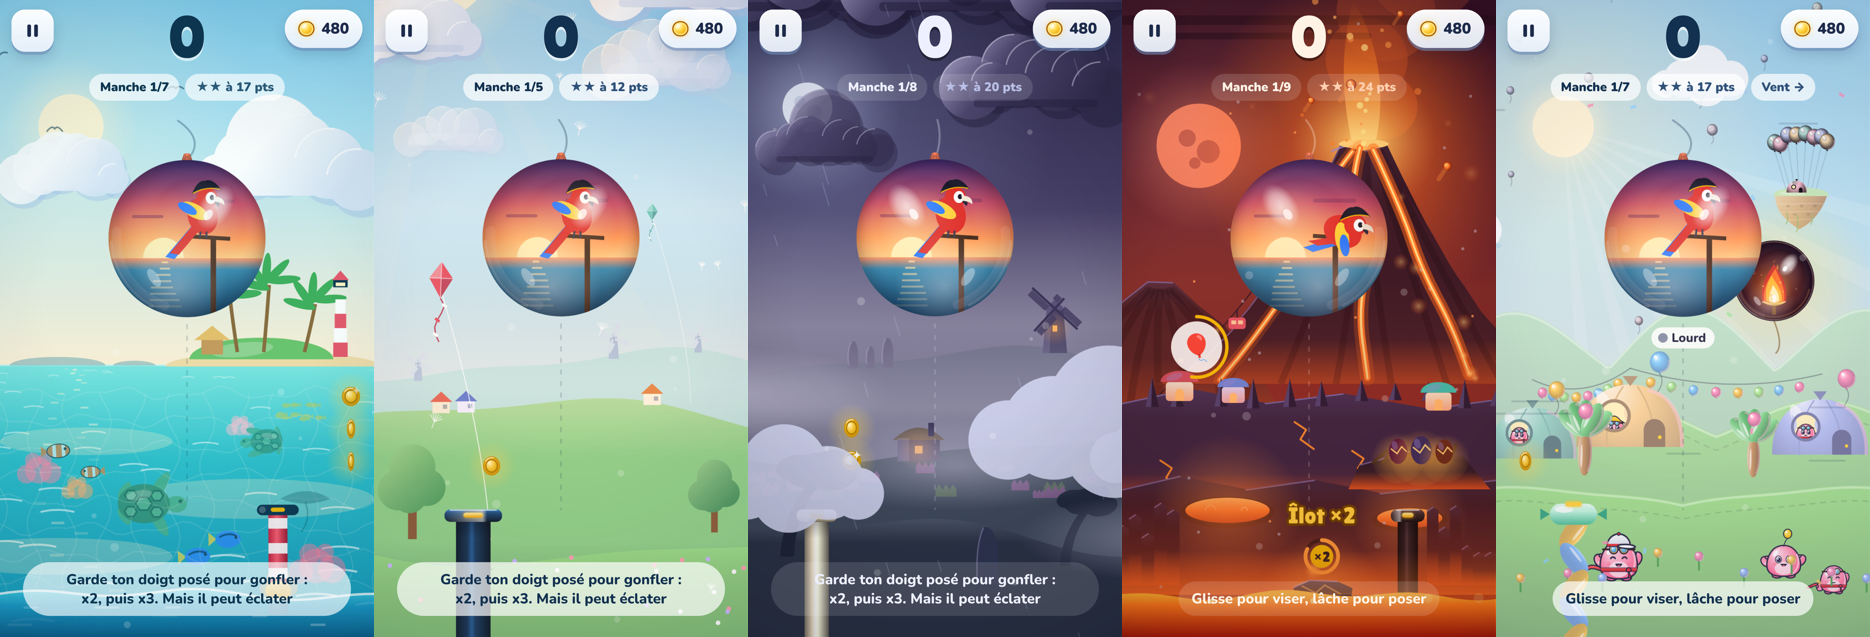 0
480
Manche 1/7
★★ à 17 pts
Garde ton doigt posé pour gonfler :
x2, puis x3. Mais il peut éclater
0
480
Manche 1/5
★★ à 12 pts
Garde ton doigt posé pour gonfler :
x2, puis x3. Mais il peut éclater
0
480
Manche 1/8
★★ à 20 pts
Garde ton doigt posé pour gonfler :
x2, puis x3. Mais il peut éclater
0
480
Manche 1/9
★★ à 24 pts
Îlot ×2
×2
Glisse pour viser, lâche pour poser
0
480
Manche 1/7
★★ à 17 pts
Vent →
Lourd
Glisse pour viser, lâche pour poser